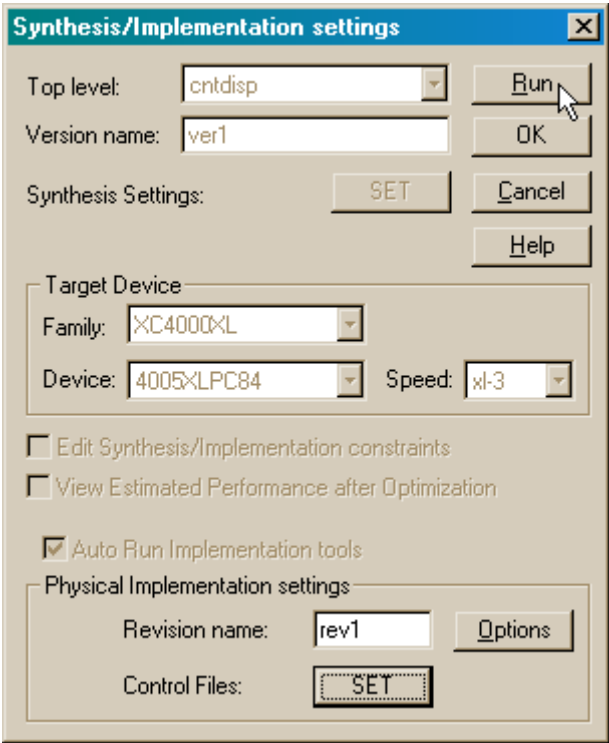 Synthesis/Implementation settings
Top level: cntdisp Run
Version name: ver1 OK
Synthesis Settings: SET Cancel
Help
Target Device
Family: XC4000XL
Device: 4005XLPC84 Speed: xl-3
Edit Synthesis/Implementation constraints
View Estimated Performance after Optimization
Auto Run Implementation tools
Physical Implementation settings
Revision name: rev1 Options
Control Files: SET